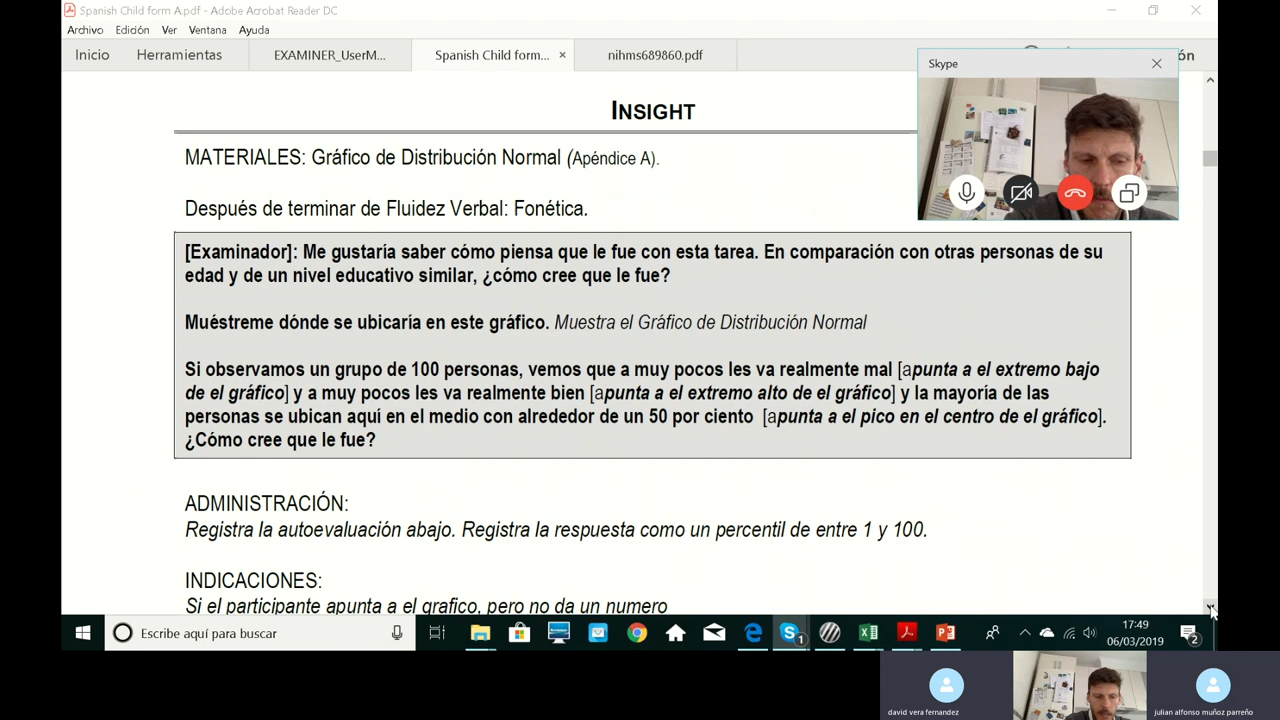 Spanish Child form A.pdf - Adobe Acrobat Reader DC
Archivo Edición Ver Ventana Ayuda
Inicio Herramientas EXAMINER_UserM... Spanish Child form... × nihms689860.pdf ón
Skype
INSIGHT
MATERIALES: Gráfico de Distribución Normal (Apéndice A).
Después de terminar de Fluidez Verbal: Fonética.
[Examinador]: Me gustaría saber cómo piensa que le fue con esta tarea. En comparación con otras personas de su
edad y de un nivel educativo similar, ¿cómo cree que le fue?
Muéstreme dónde se ubicaría en este gráfico. Muestra el Gráfico de Distribución Normal
Si observamos un grupo de 100 personas, vemos que a muy pocos les va realmente mal [apunta a el extremo bajo
de el gráfico] y a muy pocos les va realmente bien [apunta a el extremo alto de el gráfico] y la mayoría de las
personas se ubican aquí en el medio con alrededor de un 50 por ciento [apunta a el pico en el centro de el gráfico].
¿Cómo cree que le fue?
ADMINISTRACIÓN:
Registra la autoevaluación abajo. Registra la respuesta como un percentil de entre 1 y 100.
INDICACIONES:
Si el participante apunta a el grafico, pero no da un numero
Escribe aquí para buscar
1
17:49
06/03/2019
2
david vera fernandez
julian alfonso muñoz parreño